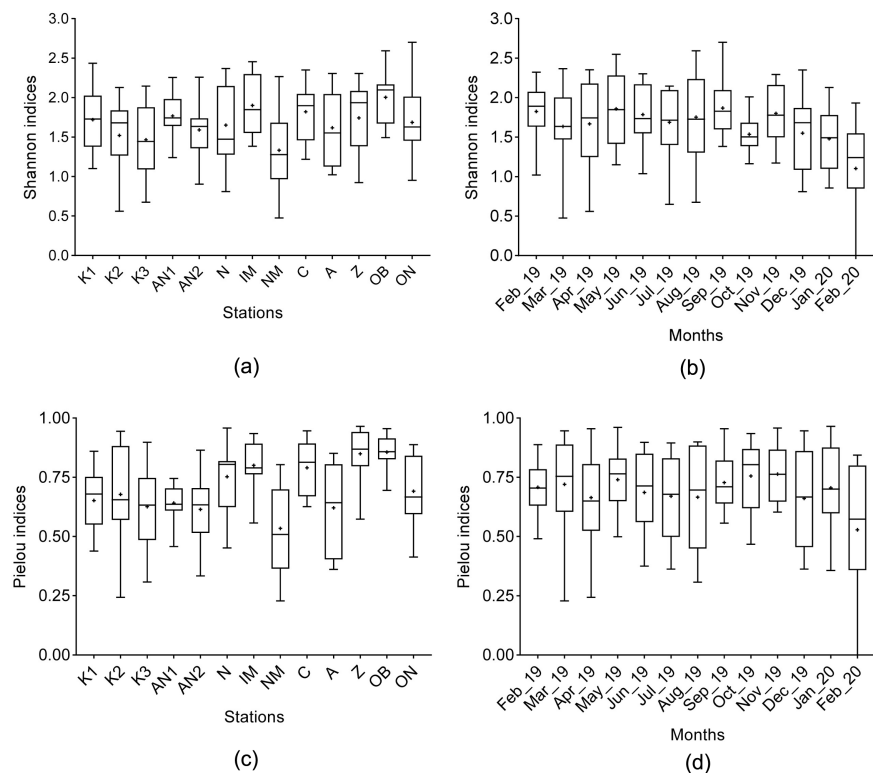 Shannon indices
3.0
2.5
2.0
1.5
1.0
0.5
0.0
K1 K2 K3 AN1 AN2 N IM NM C A Z OB ON
Stations
(a)
Shannon indices
3.0
2.5
2.0
1.5
1.0
0.5
0.0
Feb_19 Mar_19 Apr_19 May_19 Jun_19 Jul_19 Aug_19 Sep_19 Oct_19 Nov_19 Dec_19 Jan_20 Feb_20
Months
(b)
Pielou indices
1.00
0.75
0.50
0.25
0.00
K1 K2 K3 AN1 AN2 N IM NM C A Z OB ON
Stations
(c)
Pielou indices
1.00
0.75
0.50
0.25
0.00
Feb_19 Mar_19 Apr_19 May_19 Jun_19 Jul_19 Aug_19 Sep_19 Oct_19 Nov_19 Dec_19 Jan_20 Feb_20
Months
(d)